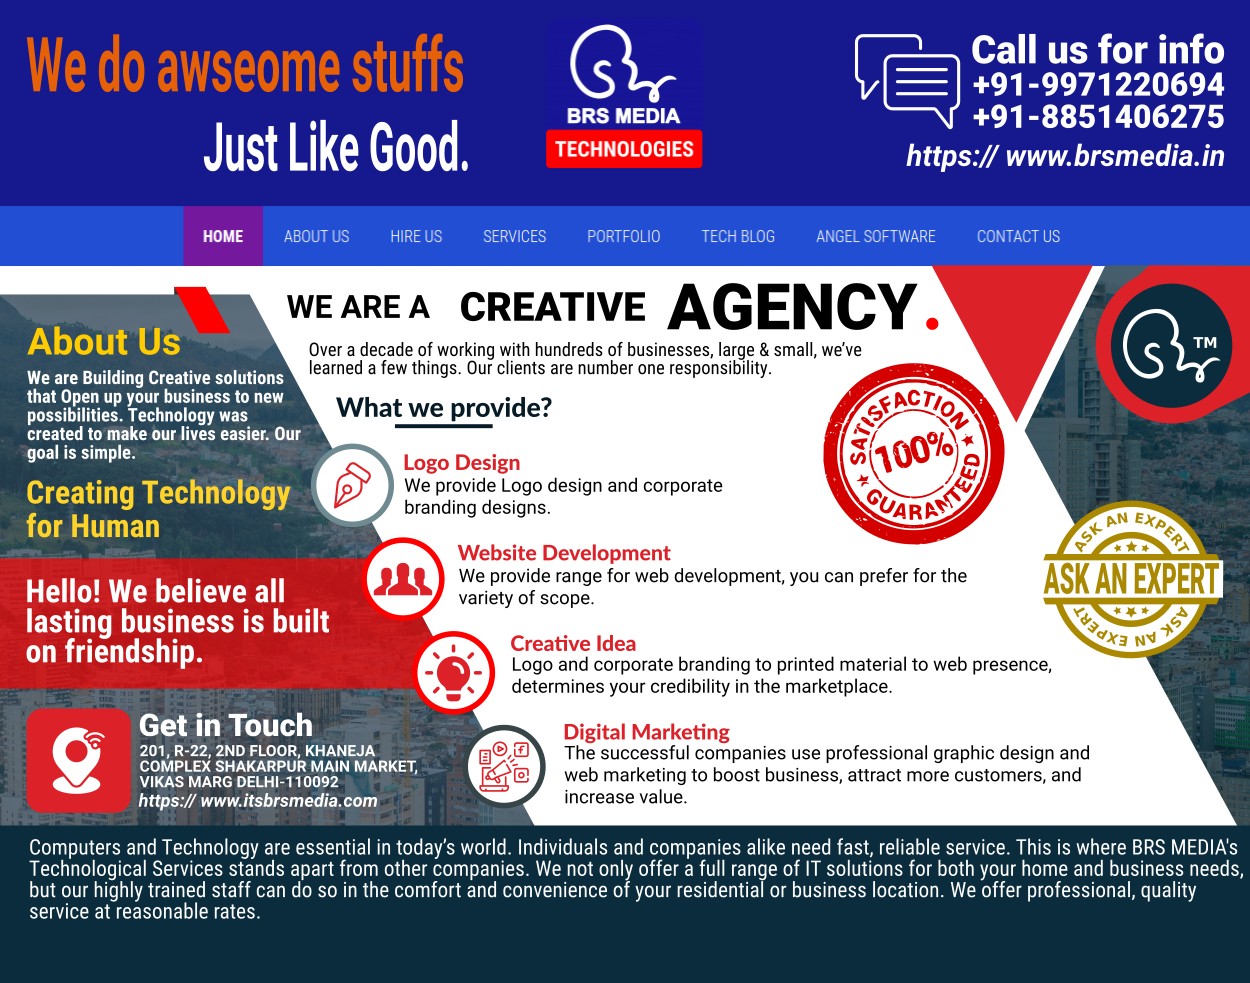 We do awseome stuffs
Just Like Good.
BRS MEDIA
TECHNOLOGIES
Call us for info
+91-9971220694
+91-8851406275
https:// www.brsmedia.in
HOME ABOUT US HIRE US SERVICES PORTFOLIO TECH BLOG ANGEL SOFTWARE CONTACT US
WE ARE A CREATIVE AGENCY.
Over a decade of working with hundreds of businesses, large & small, we've
learned a few things. Our clients are number one responsibility.
TM
About Us
We are Building Creative solutions
that Open up your business to new
possibilities. Technology was
created to make our lives easier. Our
goal is simple.
Creating Technology
for Human
Hello! We believe all
lasting business is built
on friendship.
Get in Touch
201, R-22, 2ND FLOOR, KHANEJA
COMPLEX SHAKARPUR MAIN MARKET,
VIKAS MARG DELHI-110092
https:// www.itsbrsmedia.com
What we provide?
Logo Design
We provide Logo design and corporate
branding designs.
Website Development
We provide range for web development, you can prefer for the
variety of scope.
Creative Idea
Logo and corporate branding to printed material to web presence,
determines your credibility in the marketplace.
Digital Marketing
The successful companies use professional graphic design and
web marketing to boost business, attract more customers, and
increase value.
SATISFACTION
100%
GUARANTEED
ASK AN EXPERT
ASK AN EXPERT
ASK AN EXPERT
Computers and Technology are essential in today's world. Individuals and companies alike need fast, reliable service. This is where BRS MEDIA's
Technological Services stands apart from other companies. We not only offer a full range of IT solutions for both your home and business needs,
but our highly trained staff can do so in the comfort and convenience of your residential or business location. We offer professional, quality
service at reasonable rates.